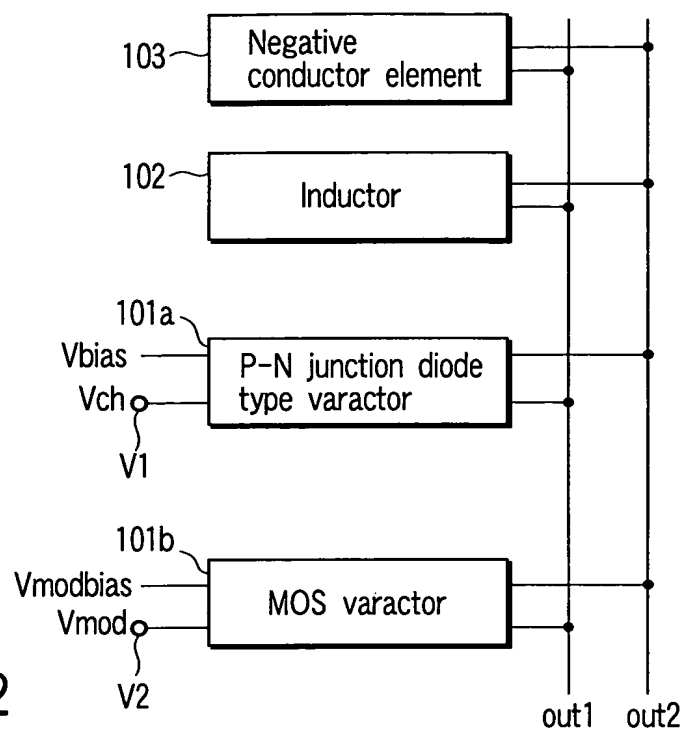 103
Negative
conductor element
102
Inductor
101a
Vbias
P-N junction diode
Vch
type varactor
V1
101b
Vmodbias
MOS varactor
Vmod
V2
2
out1 out2